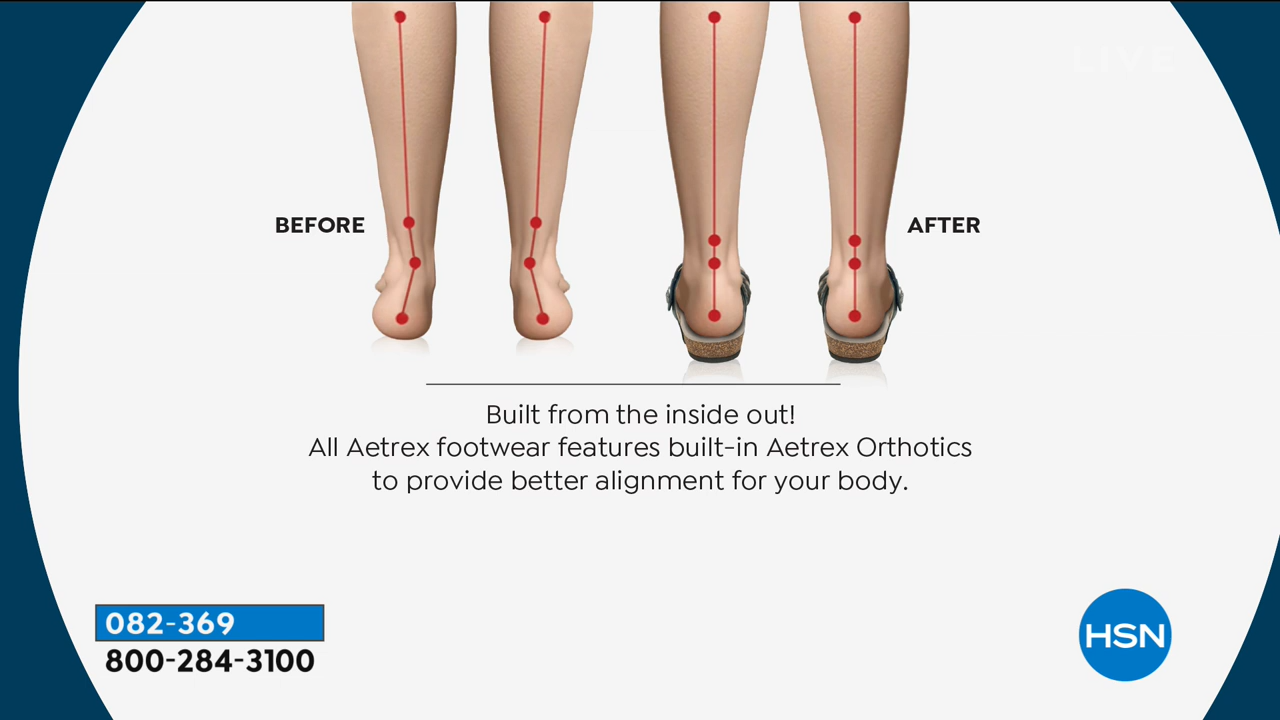 LIVE
BEFORE
AFTER
Built from the inside out!
All Aetrex footwear features built-in Aetrex Orthotics
to provide better alignment for your body.
082-369
800-284-3100
HSN